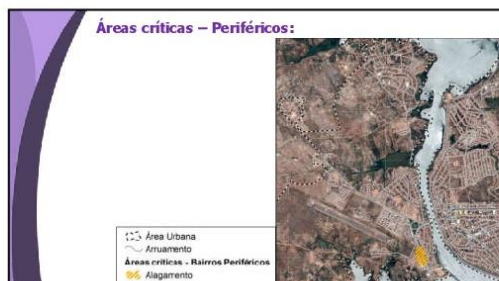 Áreas críticas – Periféricos:
Área Urbana
Arruamento
Áreas críticas - Bairros Periféricos
Alagamento